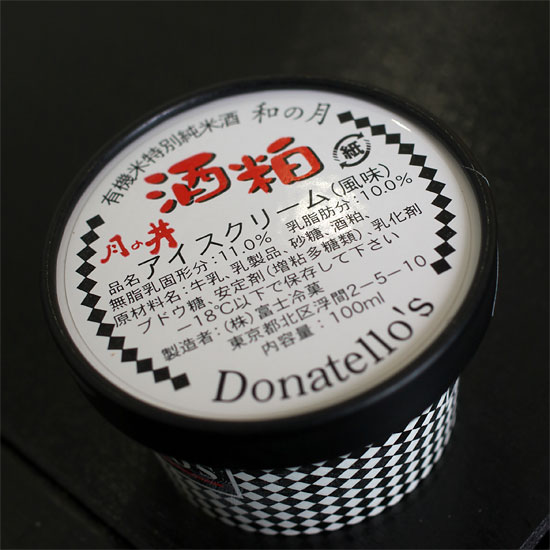 有機米特別純米酒 和の月
酒粕
紙
月の井
品名 アイスクリーム(風味)
無脂乳固形分:11.0% 乳脂肪分:10.0%
原材料名:牛乳、乳製品、砂糖、酒粕、
ブドウ糖、安定剤(増粘多糖類)、乳化剤
-18℃以下で保存して下さい
製造者:(株)富士冷菓
東京都北区浮間2-5-10
内容量:100ml
Donatello's